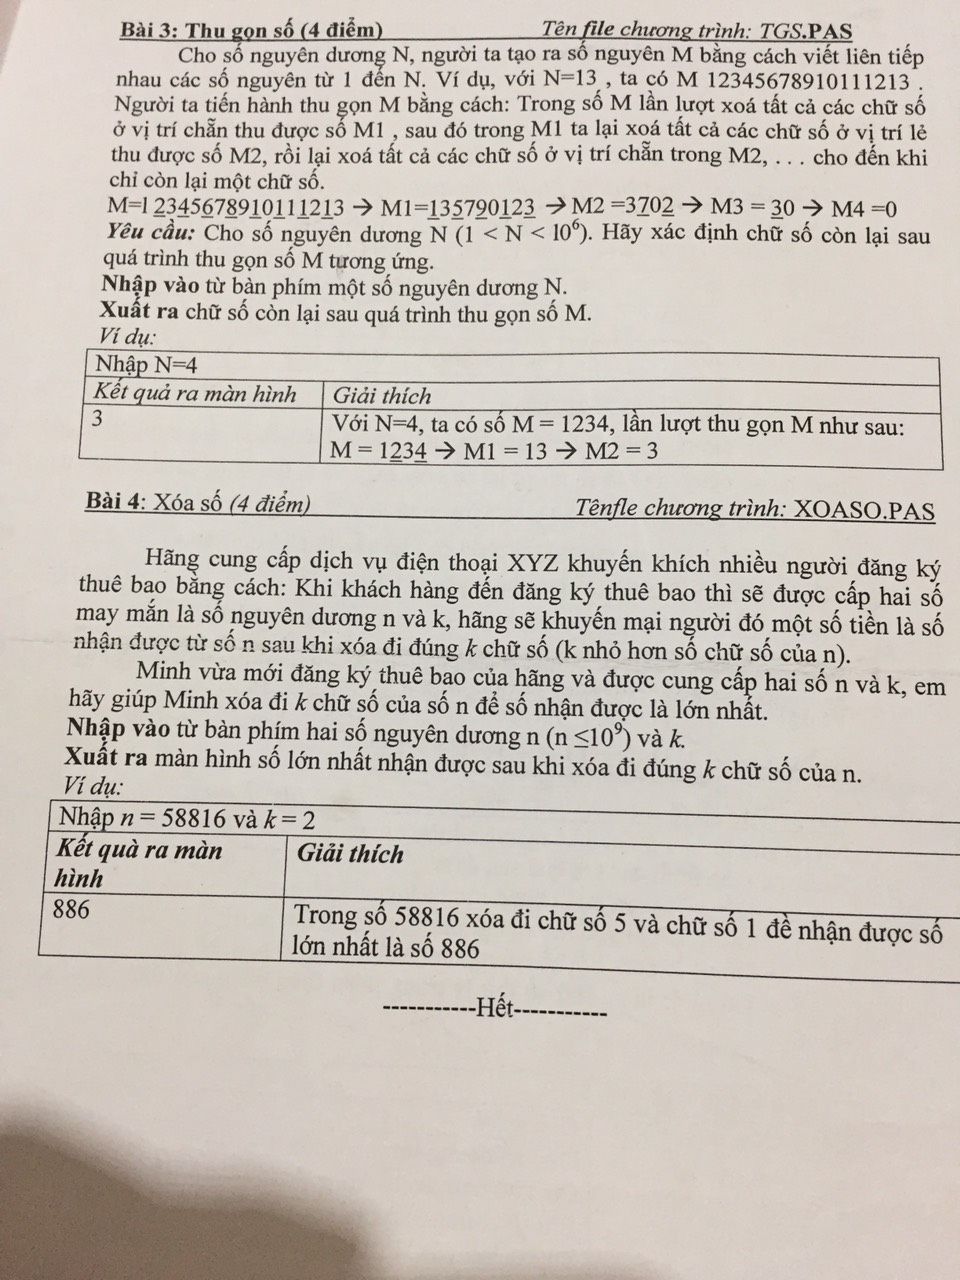 Bài 3: Thu gọn số (4 điểm) Tên file chương trình: TGS.PAS
Cho số nguyên dương N, người ta tạo ra số nguyên M bằng cách viết liên tiếp
nhau các số nguyên từ 1 đến N. Ví dụ, với N=13 , ta có M 12345678910111213 .
Người ta tiến hành thu gọn M bằng cách: Trong số M lần lượt xoá tất cả các chữ số
ở vị trí chẵn thu được số M1 , sau đó trong M1 ta lại xoá tất cả các chữ số ở vị trí lẻ
thu được số M2, rồi lại xoá tất cả các chữ số ở vị trí chẵn trong M2, . . . cho đến khi
chỉ còn lại một chữ số.
M=1 2345678910111213 → M1=135790123 → M2 =3702 → M3 = 30 → M4 =0
Yêu cầu: Cho số nguyên dương N (1 < N < 10⁶). Hãy xác định chữ số còn lại sau
quá trình thu gọn số M tương ứng.
Nhập vào từ bàn phím một số nguyên dương N.
Xuất ra chữ số còn lại sau quá trình thu gọn số M.
Ví dụ:
Nhập N=4
Kết quả ra màn hình Giải thích
3 Với N=4, ta có số M = 1234, lần lượt thu gọn M như sau:
M = 1234 → M1 = 13 → M2 = 3
Bài 4: Xóa số (4 điểm) Tênfle chương trình: XOASO.PAS
Hãng cung cấp dịch vụ điện thoại XYZ khuyến khích nhiều người đăng ký
thuê bao bằng cách: Khi khách hàng đến đăng ký thuê bao thì sẽ được cấp hai số
may mắn là số nguyên dương n và k, hãng sẽ khuyến mại người đó một số tiền là số
nhận được từ số n sau khi xóa đi đúng k chữ số (k nhỏ hơn số chữ số của n).
Minh vừa mới đăng ký thuê bao của hãng và được cung cấp hai số n và k, em
hãy giúp Minh xóa đi k chữ số của số n để số nhận được là lớn nhất.
Nhập vào từ bàn phím hai số nguyên dương n (n ≤10⁹) và k.
Xuất ra màn hình số lớn nhất nhận được sau khi xóa đi đúng k chữ số của n.
Ví dụ:
Nhập n = 58816 và k = 2
Kết quà ra màn Giải thích
hình
886 Trong số 58816 xóa đi chữ số 5 và chữ số 1 đề nhận được số
lớn nhất là số 886
-----------Hết-----------